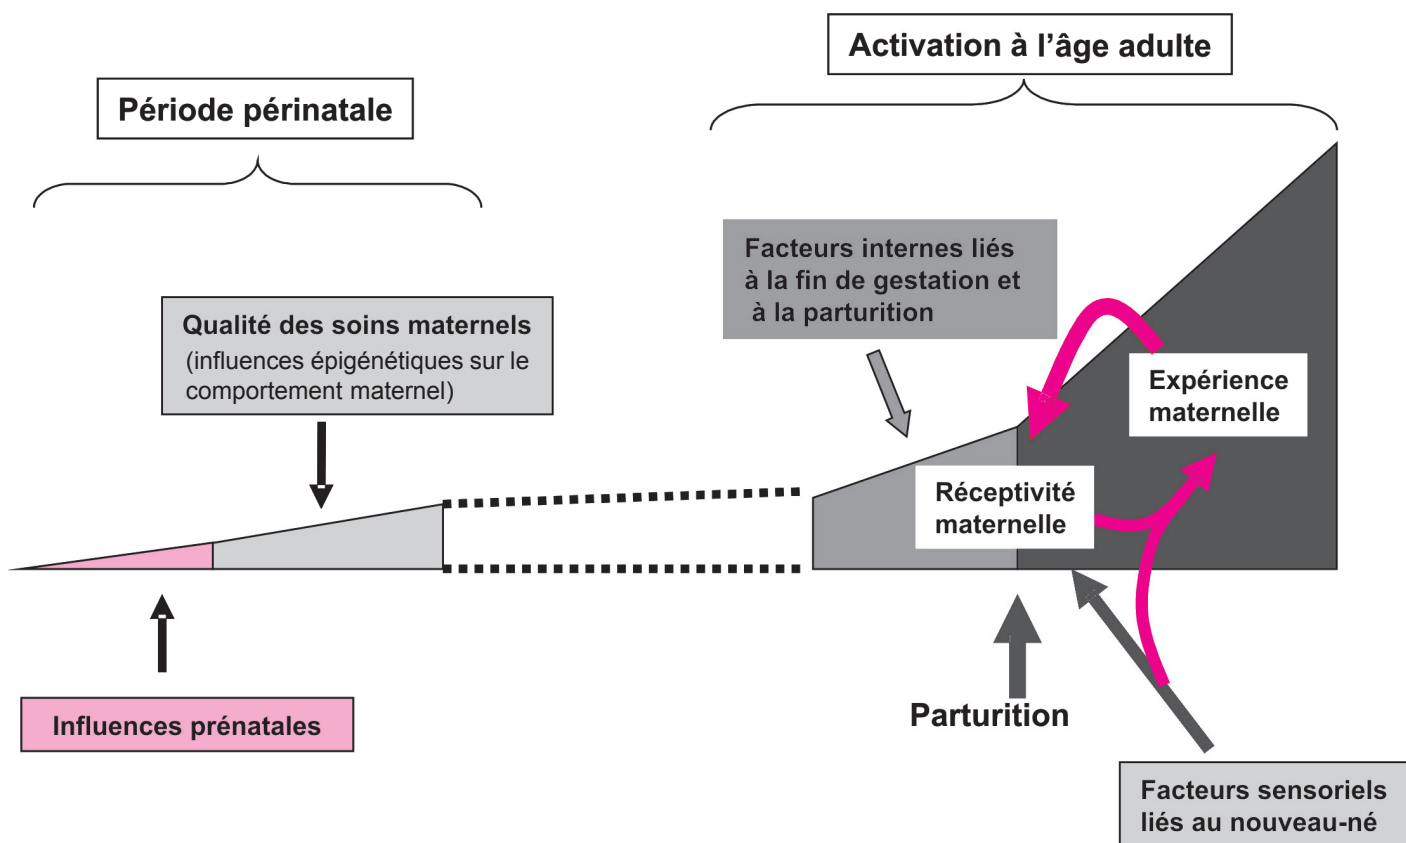 Activation à l'âge adulte
Période périnatale
Facteurs internes liés
à la fin de gestation et
à la parturition
Qualité des soins maternels
(influences épigénétiques sur le
comportement maternel)
Expérience
maternelle
Réceptivité
maternelle
Influences prénatales
Parturition
Facteurs sensoriels
liés au nouveau-né